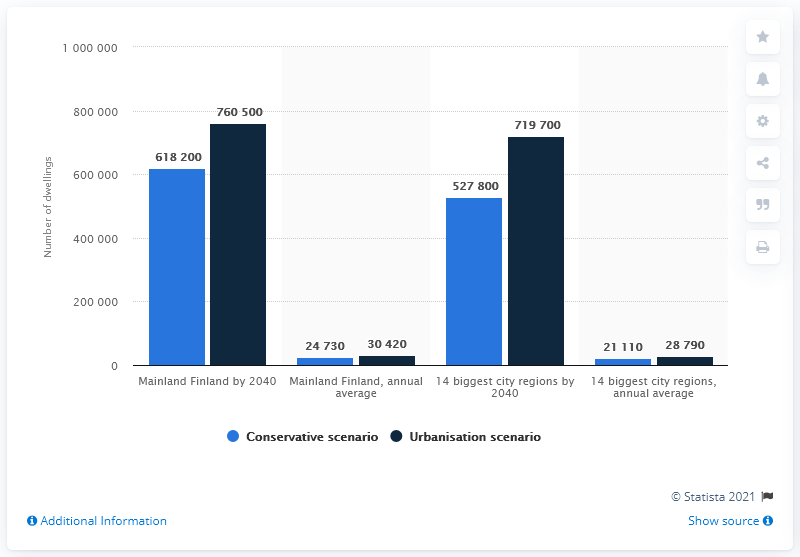 1 000 000
800 000
600 000
400 000
200 000
0
Number of dwellings
618 200
760 500
24 730
30 420
527 800
719 700
21 110
28 790
Mainland Finland by 2040
Mainland Finland, annual
average
14 biggest city regions by
2040
14 biggest city regions,
annual average
Conservative scenario
Urbanisation scenario
© Statista 2021
Additional Information
Show source